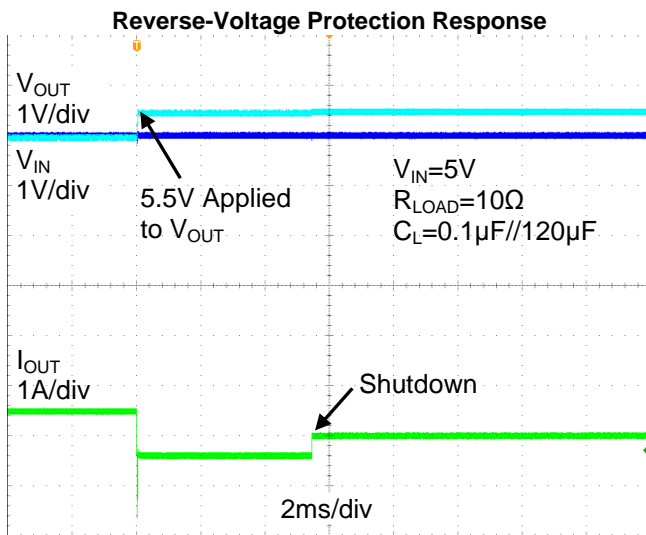 Reverse-Voltage Protection Response
T
VOUT
1V/div
VIN
1V/div
5.5V Applied
to VOUT
VIN=5V
RLOAD=10Ω
CL=0.1µF//120µF
IOUT
1A/div
Shutdown
2ms/div